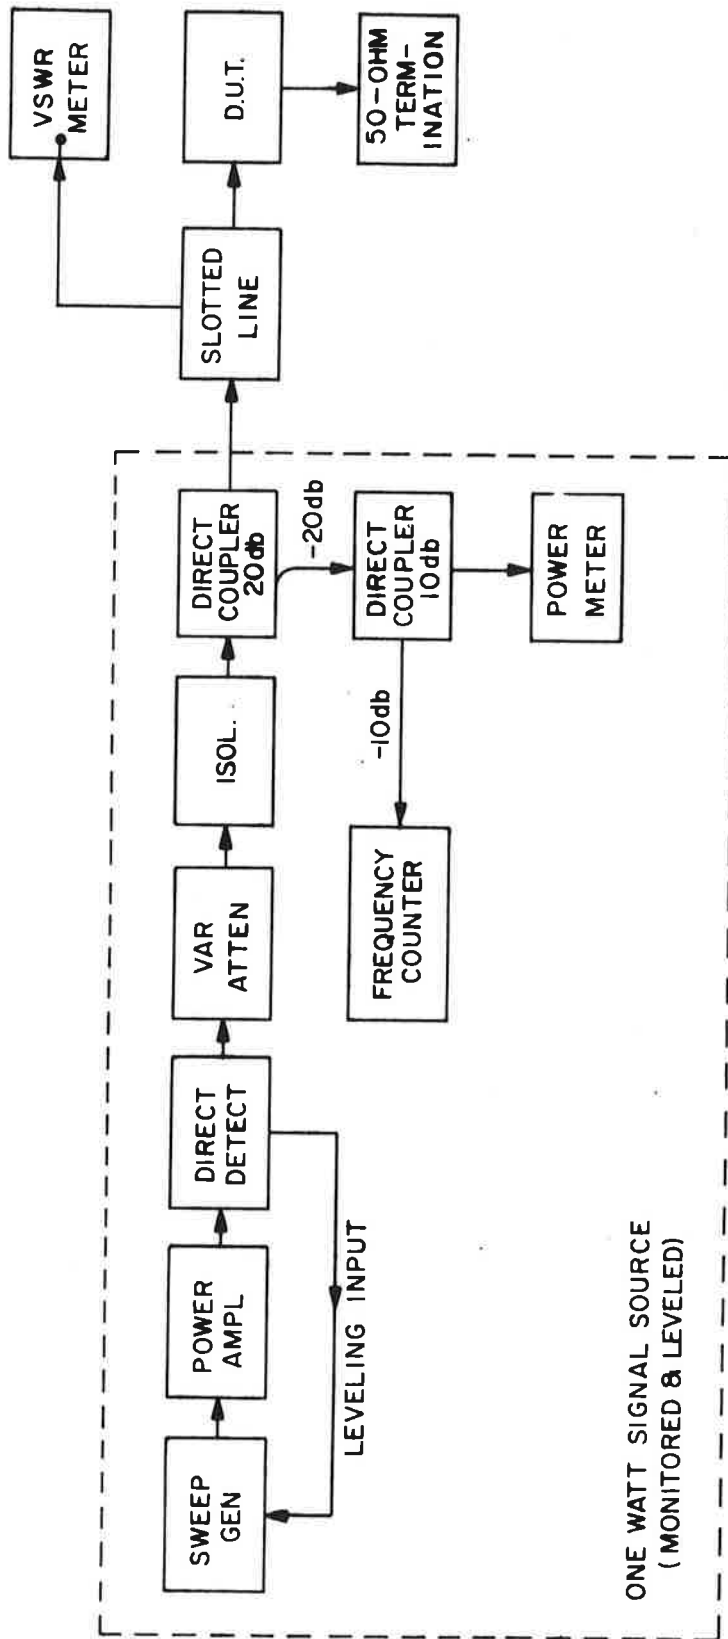 SWEEP
GEN
POWER
AMPL
DIRECT
DETECT
VAR
ATTEN
ISOL.
DIRECT
COUPLER
20db
SLOTTED
LINE
D.U.T.
VSWR
METER
50-OHM
TERM-
INATION
-20db
DIRECT
COUPLER
10db
-10db
FREQUENCY
COUNTER
POWER
METER
LEVELING INPUT
ONE WATT SIGNAL SOURCE
(MONITORED & LEVELED)